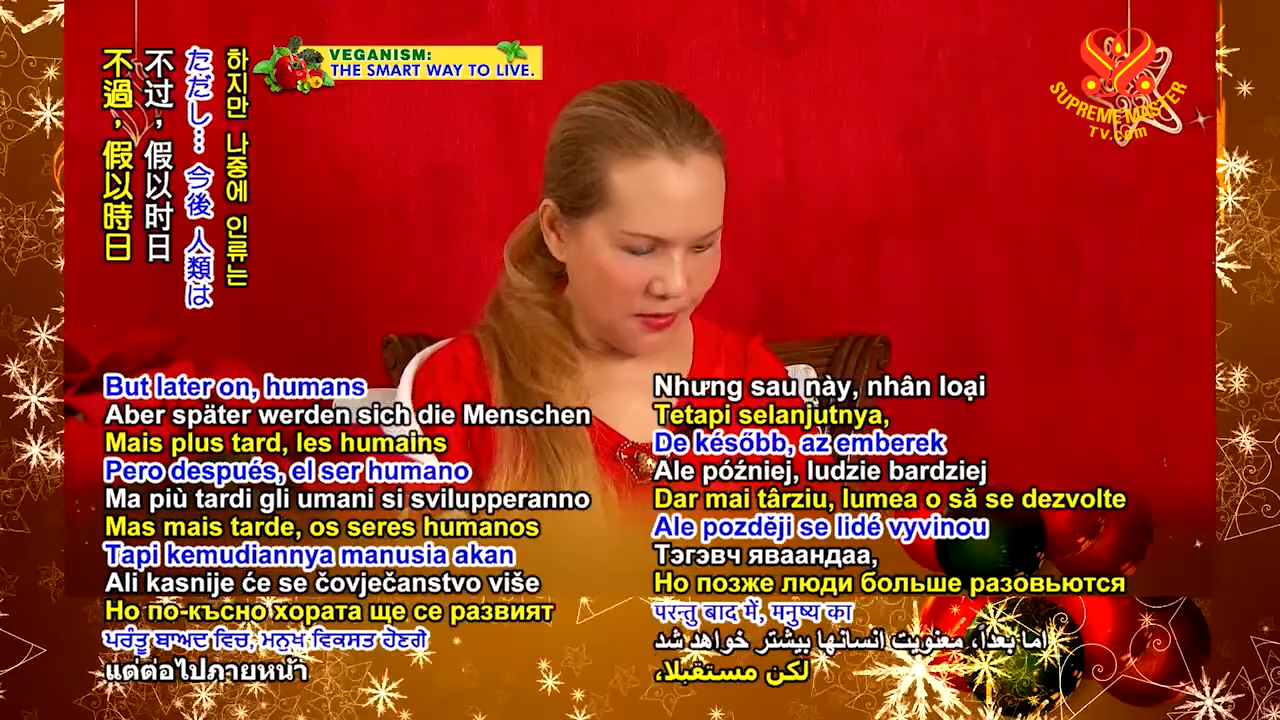 VEGANISM:
THE SMART WAY TO LIVE.
SUPREME MASTER
TV.com
하지만 나중에 인류는
ただし… 今後 人類は
不过，假以时日
不過，假以時日
But later on, humans
Aber später werden sich die Menschen
Mais plus tard, les humains
Pero después, el ser humano
Ma più tardi gli umani si svilupperanno
Mas mais tarde, os seres humanos
Tapi kemudiannya manusia akan
Ali kasnije će se čovječanstvo više
Но по-късно хората ще се развият
ਪਰੰਤੂ ਬਾਅਦ ਵਿਚ, ਮਨੁਖ ਵਿਕਸਤ ਹੋਣਗੇ
แต่ต่อไปภายหน้า
Nhưng sau này, nhân loại
Tetapi selanjutnya,
De később, az emberek
Ale później, ludzie bardziej
Dar mai târziu, lumea o să se dezvolte
Ale později se lidé vyvinou
Тэгэвч яваандаа,
Но позже люди больше разовьются
परन्तु बाद में, मनुष्य का
اما بعدا، معنویت انسانها بیشتر خواهد شد
لكن مستقبلا،